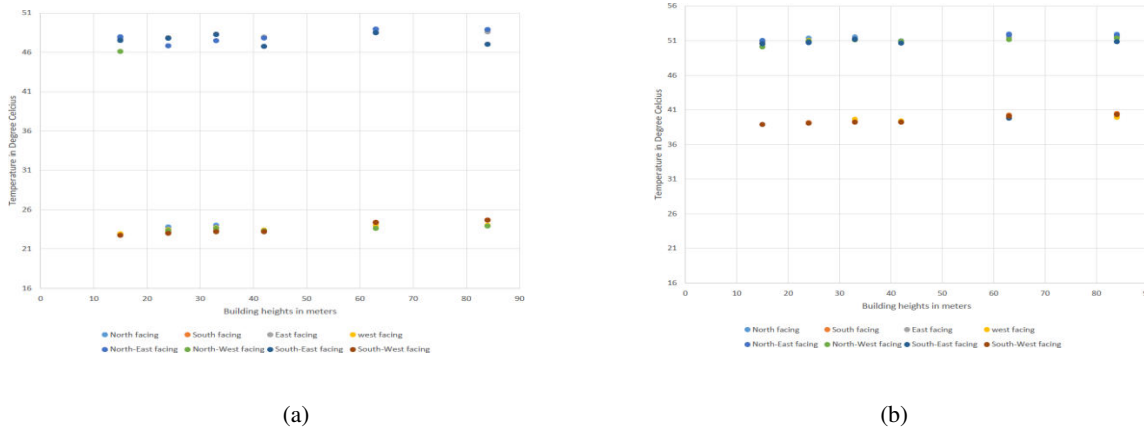 51
46
41
36
31
26
21
16
Temperature in Degree Celcius
0 10 20 30 40 50 60 70 80 90
Building heights in meters
North facing South facing East facing west facing
North-East facing North-West facing South-East facing South-West facing
(a)
56
51
46
41
36
31
26
21
16
Temperature in Degree Celcius
0 10 20 30 40 50 60 70 80 90
Building heights in meters
North facing South facing East facing west facing
North-East facing North-West facing South-East facing South-West facing
(b)